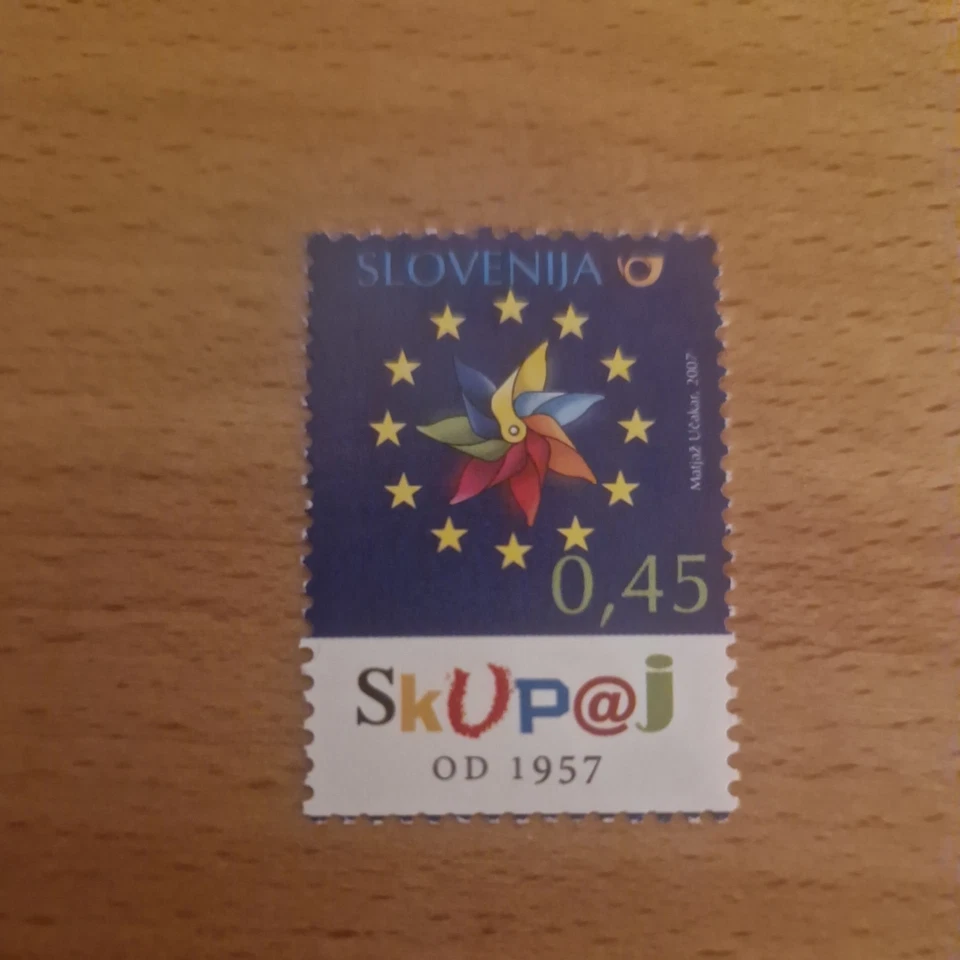 SLOVENIJA
Matjaž Učakar, 2007
0,45
SkUp@j
OD 1957